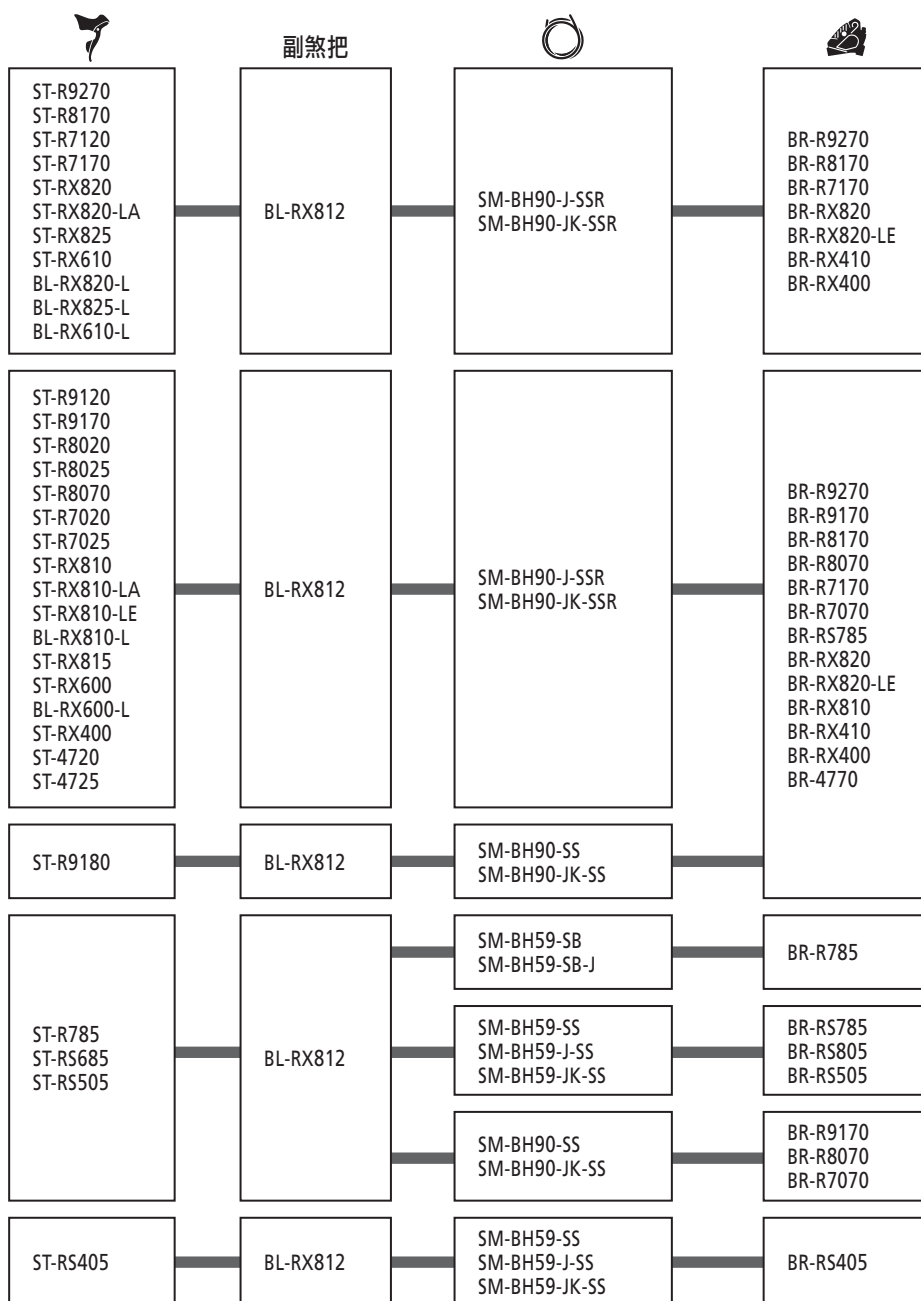 副煞把
ST-R9270
ST-R8170
ST-R7120
ST-R7170
ST-RX820
ST-RX820-LA
ST-RX825
ST-RX610
BL-RX820-L
BL-RX825-L
BL-RX610-L
BL-RX812
SM-BH90-J-SSR
SM-BH90-JK-SSR
BR-R9270
BR-R8170
BR-R7170
BR-RX820
BR-RX820-LE
BR-RX410
BR-RX400
ST-R9120
ST-R9170
ST-R8020
ST-R8025
ST-R8070
ST-R7020
ST-R7025
ST-RX810
ST-RX810-LA
ST-RX810-LE
BL-RX810-L
ST-RX815
ST-RX600
BL-RX600-L
ST-RX400
ST-4720
ST-4725
BL-RX812
SM-BH90-J-SSR
SM-BH90-JK-SSR
BR-R9270
BR-R9170
BR-R8170
BR-R8070
BR-R7170
BR-R7070
BR-RS785
BR-RX820
BR-RX820-LE
BR-RX810
BR-RX410
BR-RX400
BR-4770
ST-R9180
BL-RX812
SM-BH90-SS
SM-BH90-JK-SS
ST-R785
ST-RS685
ST-RS505
BL-RX812
SM-BH59-SB
SM-BH59-SB-J
BR-R785
SM-BH59-SS
SM-BH59-J-SS
SM-BH59-JK-SS
BR-RS785
BR-RS805
BR-RS505
SM-BH90-SS
SM-BH90-JK-SS
BR-R9170
BR-R8070
BR-R7070
ST-RS405
BL-RX812
SM-BH59-SS
SM-BH59-J-SS
SM-BH59-JK-SS
BR-RS405